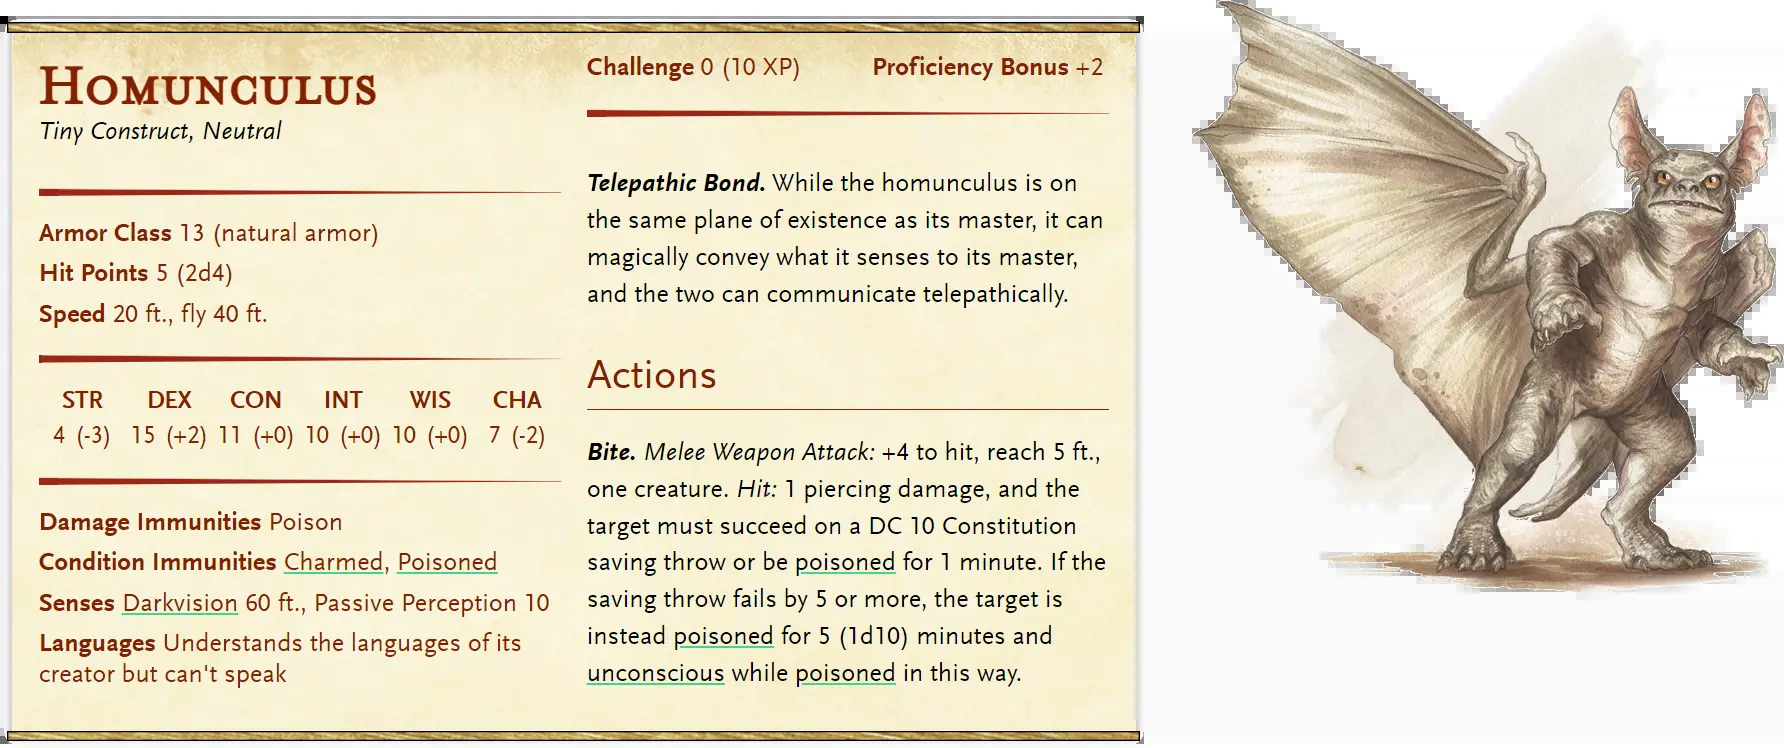 Homunculus
Tiny Construct, Neutral
Armor Class 13 (natural armor)
Hit Points 5 (2d4)
Speed 20 ft., fly 40 ft.
STR DEX CON INT WIS CHA
4 (-3) 15 (+2) 11 (+0) 10 (+0) 10 (+0) 7 (-2)
Damage Immunities Poison
Condition Immunities Charmed, Poisoned
Senses Darkvision 60 ft., Passive Perception 10
Languages Understands the languages of its
creator but can't speak
Challenge 0 (10 XP) Proficiency Bonus +2
Telepathic Bond. While the homunculus is on
the same plane of existence as its master, it can
magically convey what it senses to its master,
and the two can communicate telepathically.
Actions
Bite. Melee Weapon Attack: +4 to hit, reach 5 ft.,
one creature. Hit: 1 piercing damage, and the
target must succeed on a DC 10 Constitution
saving throw or be poisoned for 1 minute. If the
saving throw fails by 5 or more, the target is
instead poisoned for 5 (1d10) minutes and
unconscious while poisoned in this way.